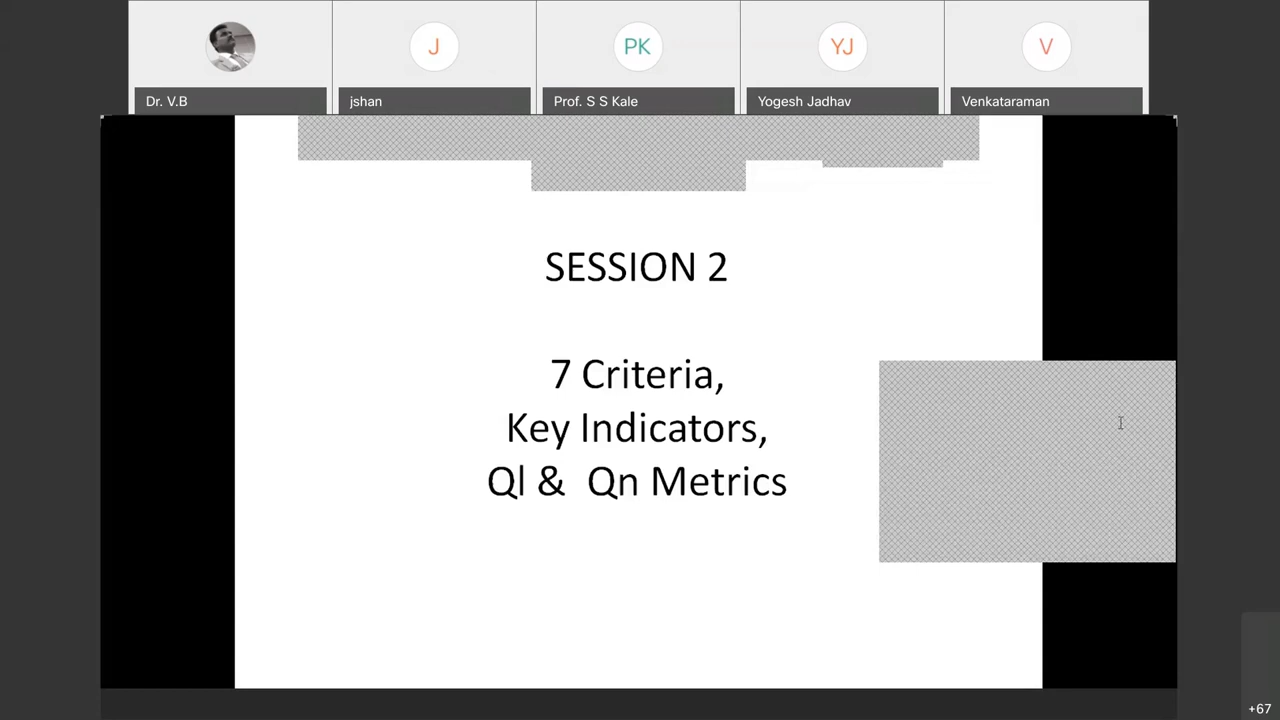 J
PK
YJ
V
Dr. V.B
jshan
Prof. S S Kale
Yogesh Jadhav
Venkataraman
SESSION 2
7 Criteria,
Key Indicators,
Ql & Qn Metrics
+67